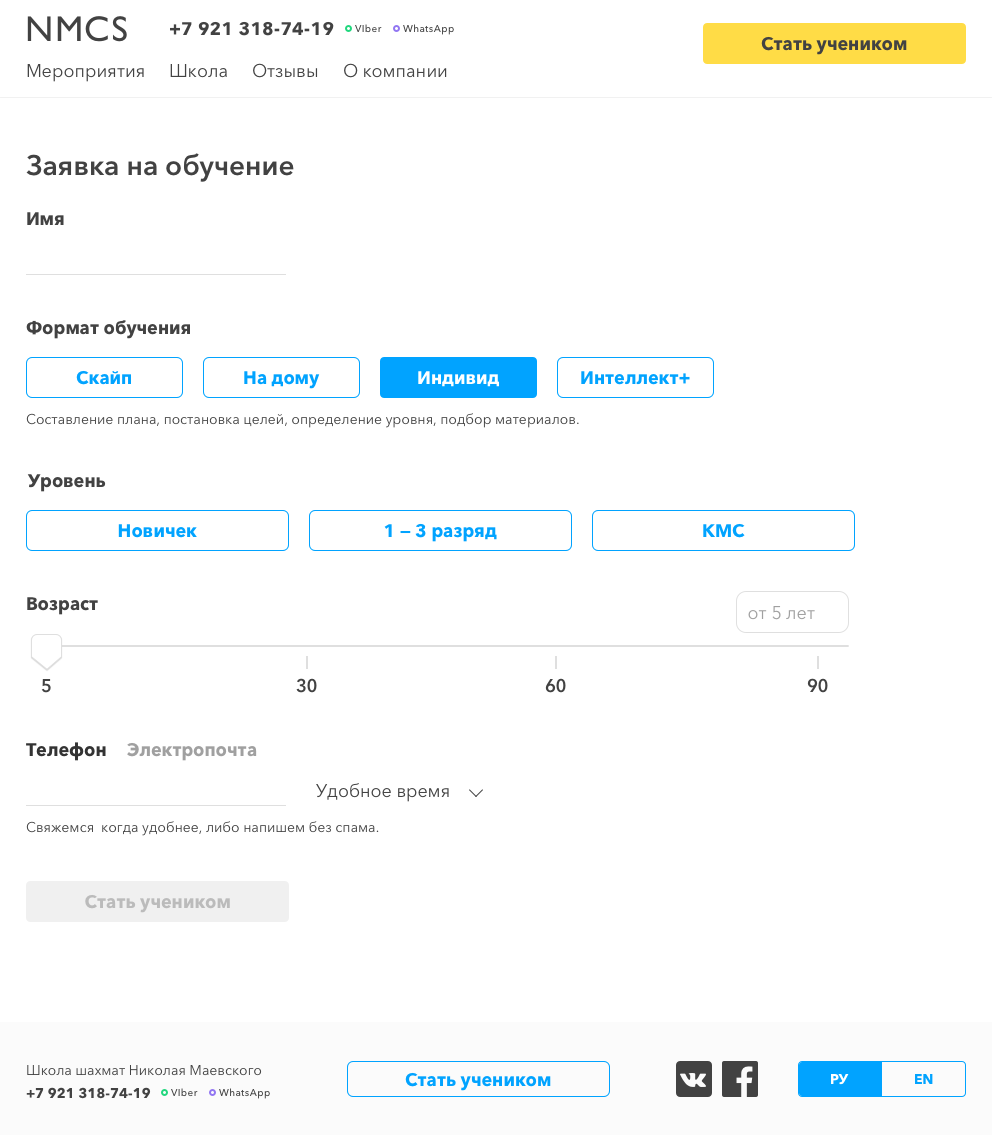 NMCS +7 921 318-74-19 VIber WhatsApp
Стать учеником
Мероприятия Школа Отзывы О компании
Заявка на обучение
Имя
Формат обучения
Скайп На дому Индивид Интеллект+
Составление плана, постановка целей, определение уровня, подбор материалов.
Уровень
Новичек 1 – 3 разряд КМС
Возраст от 5 лет
5 30 60 90
Телефон Электропочта
Удобное время
Свяжемся когда удобнее, либо напишем без спама.
Стать учеником
Школа шахмат Николая Маевского
+7 921 318-74-19 VIber WhatsApp
Стать учеником
РУ EN